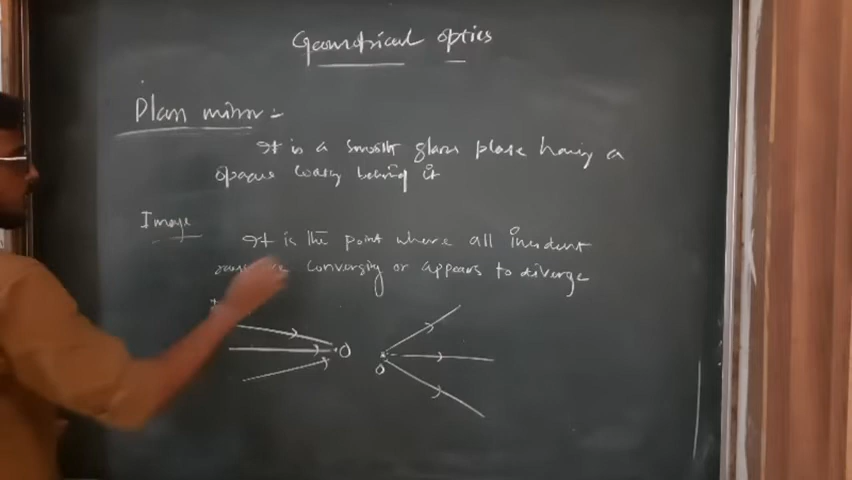 Geometrical optics
Plan mirror :-
It is a smooth glass plate having a
opaque coating behing it
Image
It is the point where all incident
converging or appears to diverge
O
O